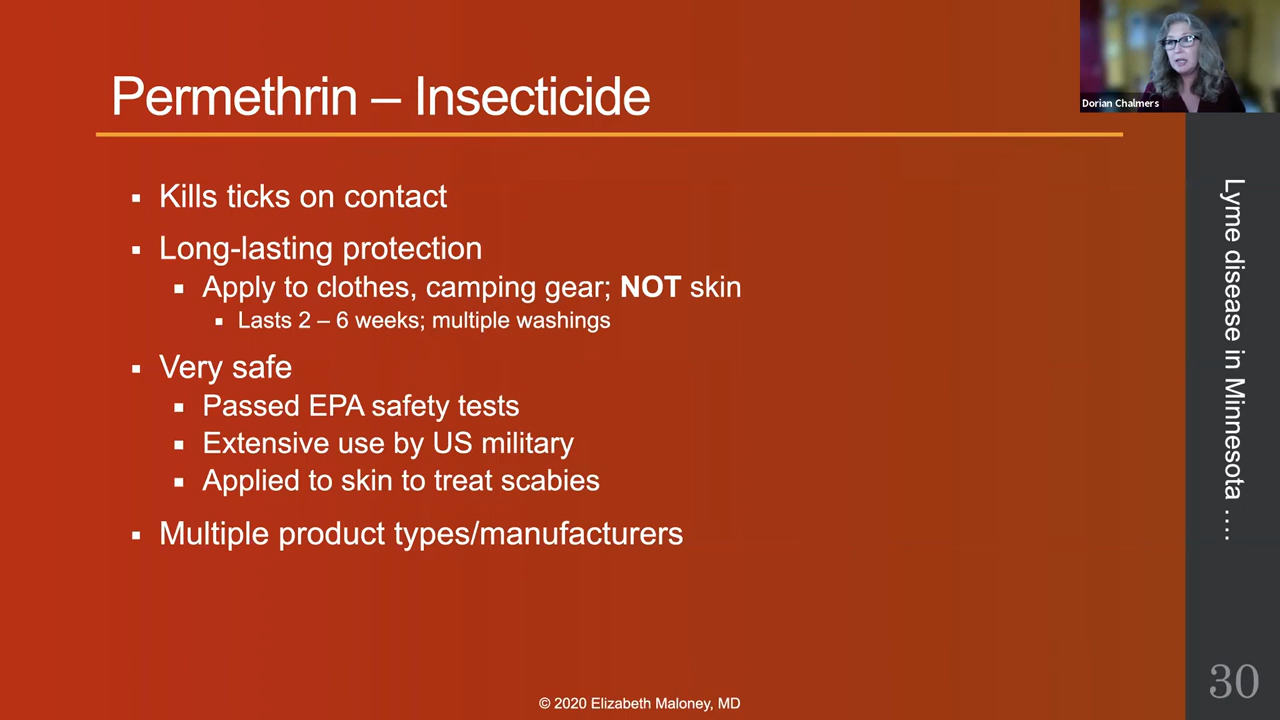 Permethrin – Insecticide
Dorian Chalmers
▪ Kills ticks on contact
▪ Long-lasting protection
▪ Apply to clothes, camping gear; NOT skin
▪ Lasts 2 – 6 weeks; multiple washings
▪ Very safe
▪ Passed EPA safety tests
▪ Extensive use by US military
▪ Applied to skin to treat scabies
▪ Multiple product types/manufacturers
Lyme disease in Minnesota ….
© 2020 Elizabeth Maloney, MD
30